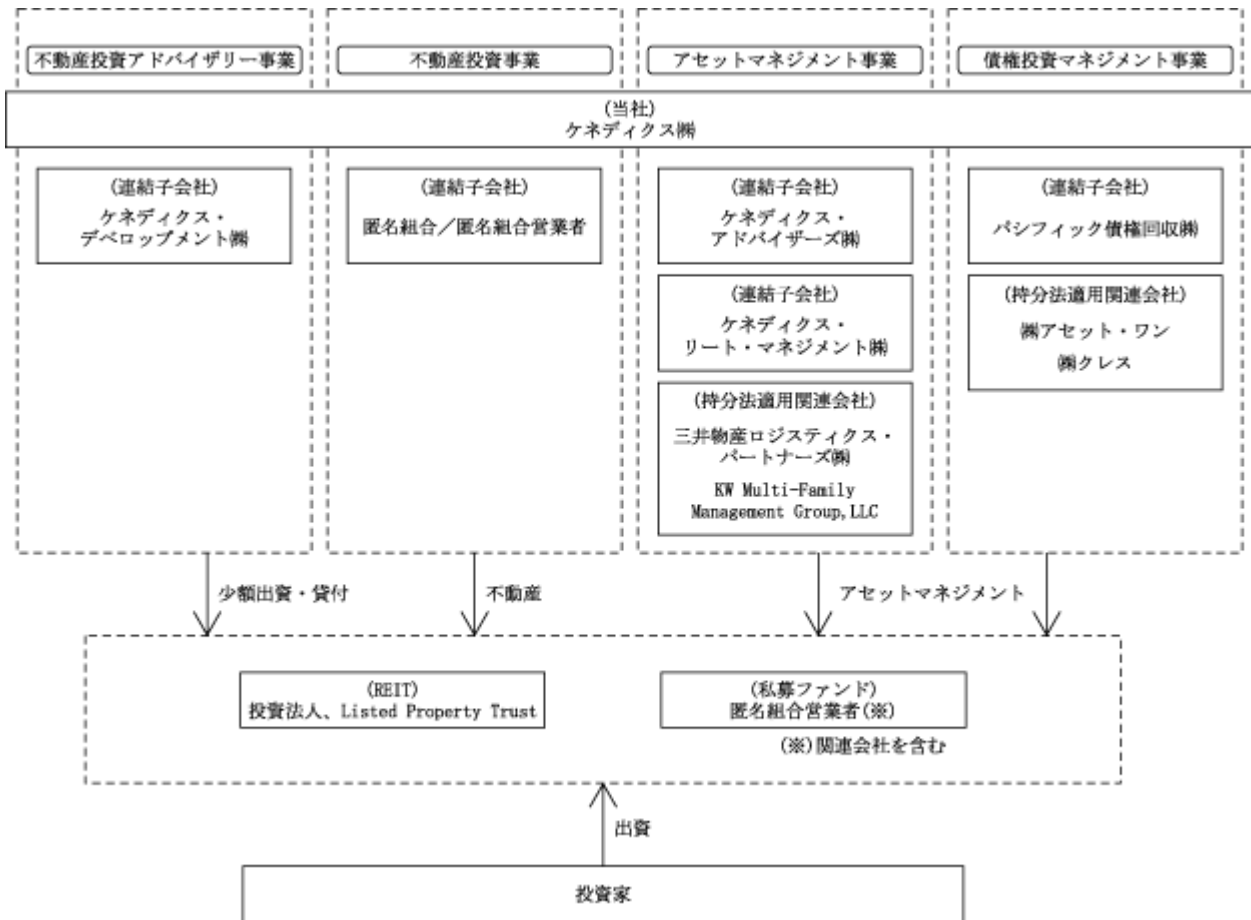 不動産投資アドバイザリー事業
不動産投資事業
アセットマネジメント事業
債権投資マネジメント事業
(当社)
ケネディクス㈱
(連結子会社)
ケネディクス・
デベロップメント㈱
(連結子会社)
匿名組合／匿名組合営業者
(連結子会社)
ケネディクス・
アドバイザーズ㈱
(連結子会社)
ケネディクス・
リート・マネジメント㈱
(持分法適用関連会社)
三井物産ロジスティクス・
パートナーズ㈱
KW Multi-Family
Management Group,LLC
(連結子会社)
パシフィック債権回収㈱
(持分法適用関連会社)
㈱アセット・ワン
㈱クレス
少額出資・貸付
不動産
アセットマネジメント
(REIT)
投資法人、Listed Property Trust
(私募ファンド)
匿名組合営業者(※)
(※)関連会社を含む
出資
投資家